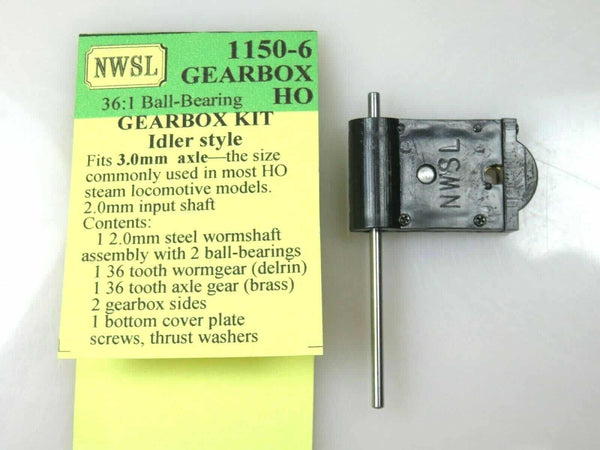 NWSL
1150-6
GEARBOX
36:1 Ball-Bearing HO
GEARBOX KIT
Idler style
Fits 3.0mm axle—the size
commonly used in most HO
steam locomotive models.
2.0mm input shaft
Contents:
1 2.0mm steel wormshaft
assembly with 2 ball-bearings
1 36 tooth wormgear (delrin)
1 36 tooth axle gear (brass)
2 gearbox sides
1 bottom cover plate
screws, thrust washers
NWSL